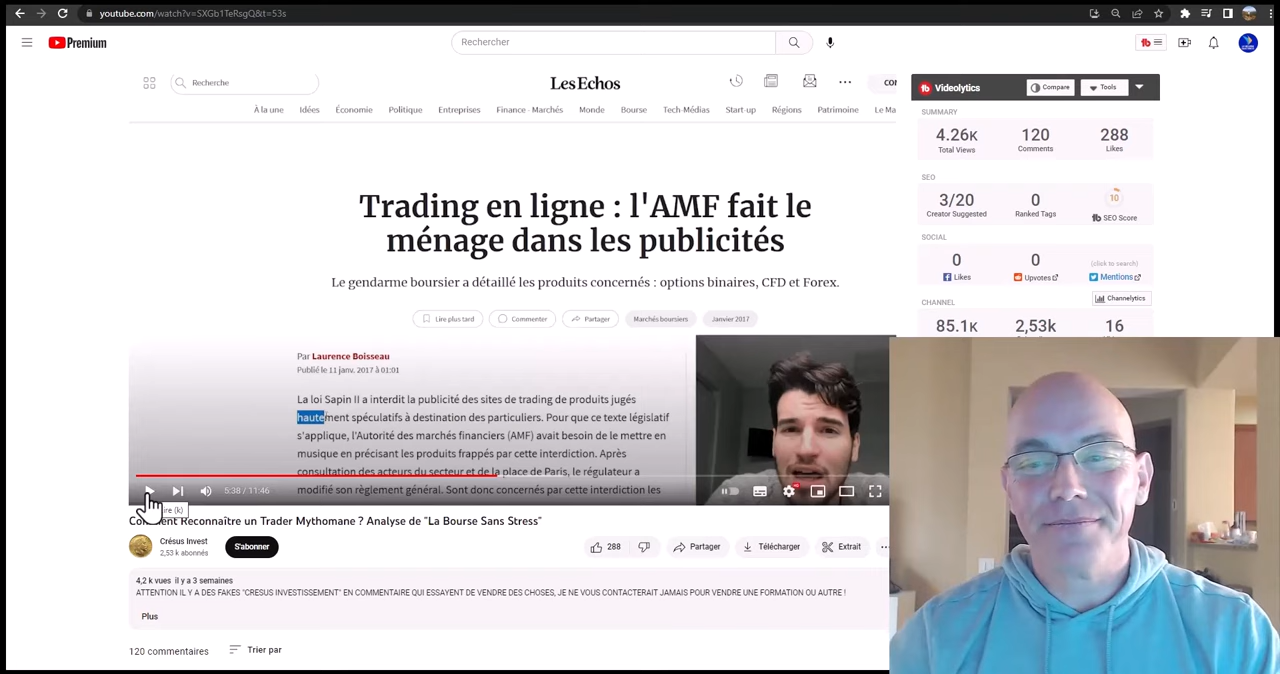 youtube.com/watch?v=SXGb1TeRsgQ&t=53s
Premium
Rechercher
Recherche
Les Echos
À la une Idées Économie Politique Entreprises Finance - Marchés Monde Bourse Tech-Médias Start-up Régions Patrimoine Le Ma
Trading en ligne : l'AMF fait le
ménage dans les publicités
Le gendarme boursier a détaillé les produits concernés : options binaires, CFD et Forex.
Lire plus tard Commenter Partager Marchés boursiers Janvier 2017
Par Laurence Boisseau
Publié le 11 janv. 2017 à 01:01
La loi Sapin II a interdit la publicité des sites de trading de produits jugés
hautement spéculatifs à destination des particuliers. Pour que ce texte législatif
s'applique, l'Autorité des marchés financiers (AMF) avait besoin de le mettre en
musique en précisant les produits frappés par cette interdiction. Après
consultation des acteurs du secteur et de la place de Paris, le régulateur a
modifié son règlement général. Sont donc concernés par cette interdiction les
5:38 / 11:46
(k)
Reconnaître un Trader Mythomane ? Analyse de "La Bourse Sans Stress"
Crésus Invest
2,53 k abonnés
S'abonner
288 Partager Télécharger Extrait
4,2 k vues il y a 3 semaines
ATTENTION IL Y A DES FAKES "CRESUS INVESTISSEMENT" EN COMMENTAIRE QUI ESSAYENT DE VENDRE DES CHOSES, JE NE VOUS CONTACTERAIT JAMAIS POUR VENDRE UNE FORMATION OU AUTRE !
Plus
120 commentaires Trier par
Videolytics Compare Tools
SUMMARY
4.26K 120 288
Total Views Comments Likes
SEO
3/20 0 10
Creator Suggested Ranked Tags SEO Score
SOCIAL
0 0 (click to search)
Likes Upvotes Mentions
Channelytics
CHANNEL
85.1K 2,53k 16